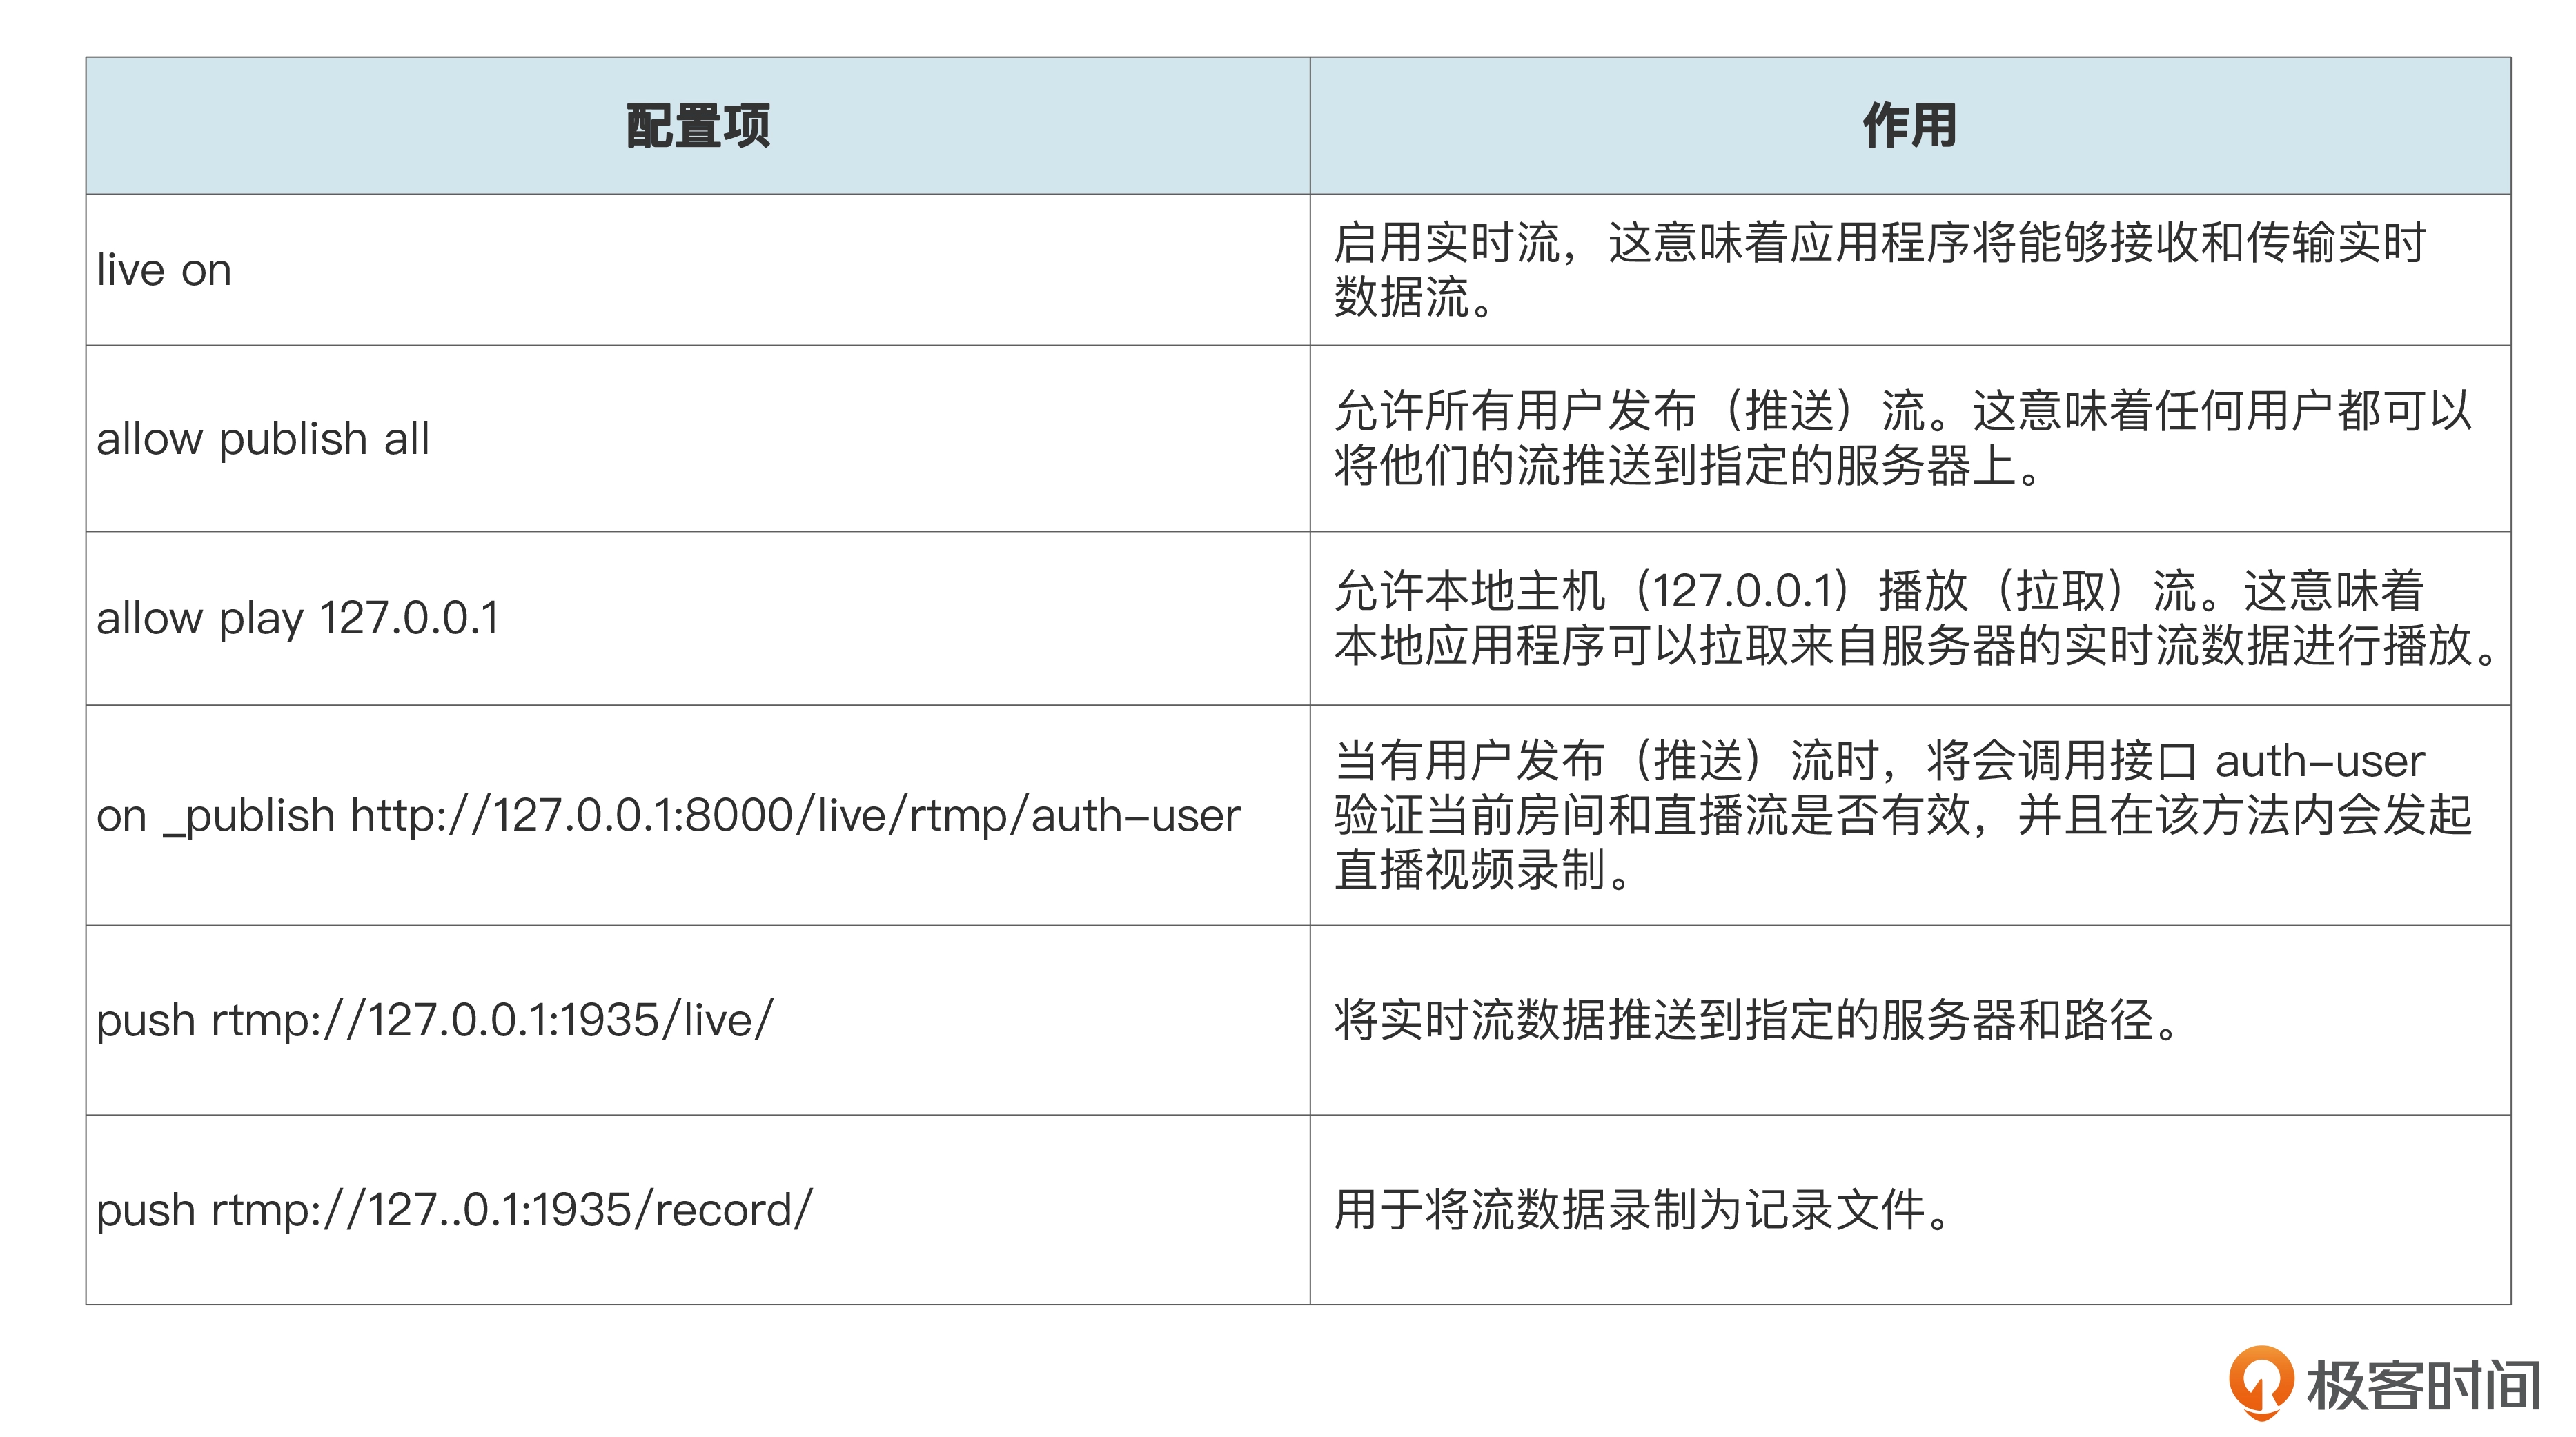 配置项
作用
live on
启用实时流，这意味着应用程序将能够接收和传输实时
数据流。
allow publish all
允许所有用户发布（推送）流。这意味着任何用户都可以
将他们的流推送到指定的服务器上。
allow play 127.0.0.1
允许本地主机（127.0.0.1）播放（拉取）流。这意味着
本地应用程序可以拉取来自服务器的实时流数据进行播放。
on _publish http://127.0.0.1:8000/live/rtmp/auth-user
当有用户发布（推送）流时，将会调用接口 auth-user
验证当前房间和直播流是否有效，并且在该方法内会发起
直播视频录制。
push rtmp://127.0.0.1:1935/live/
将实时流数据推送到指定的服务器和路径。
push rtmp://127..0.1:1935/record/
用于将流数据录制为记录文件。
极客时间